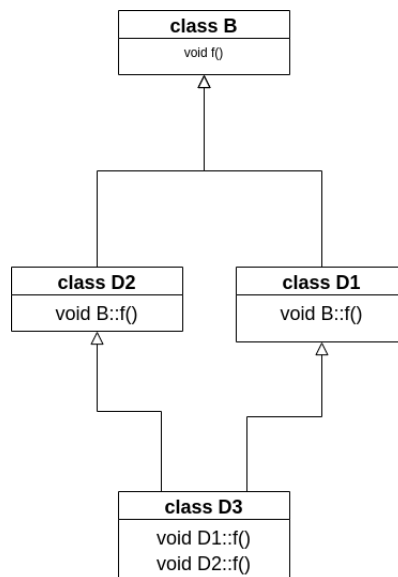 class B
void f()
class D2
void B::f()
class D1
void B::f()
class D3
void D1::f()
void D2::f()